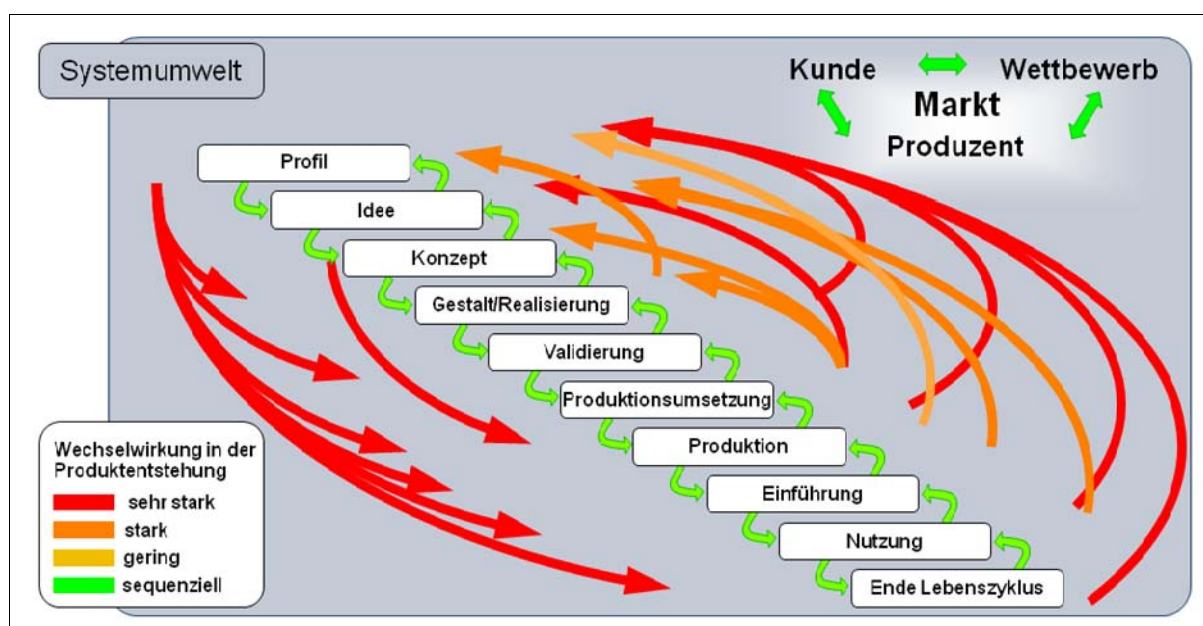 Systemumwelt
Kunde
Wettbewerb
Markt
Produzent
Profil
Idee
Konzept
Gestalt/Realisierung
Validierung
Produktionsumsetzung
Produktion
Einführung
Nutzung
Ende Lebenszyklus
Wechselwirkung in der
Produktentstehung
sehr stark
stark
gering
sequenziell